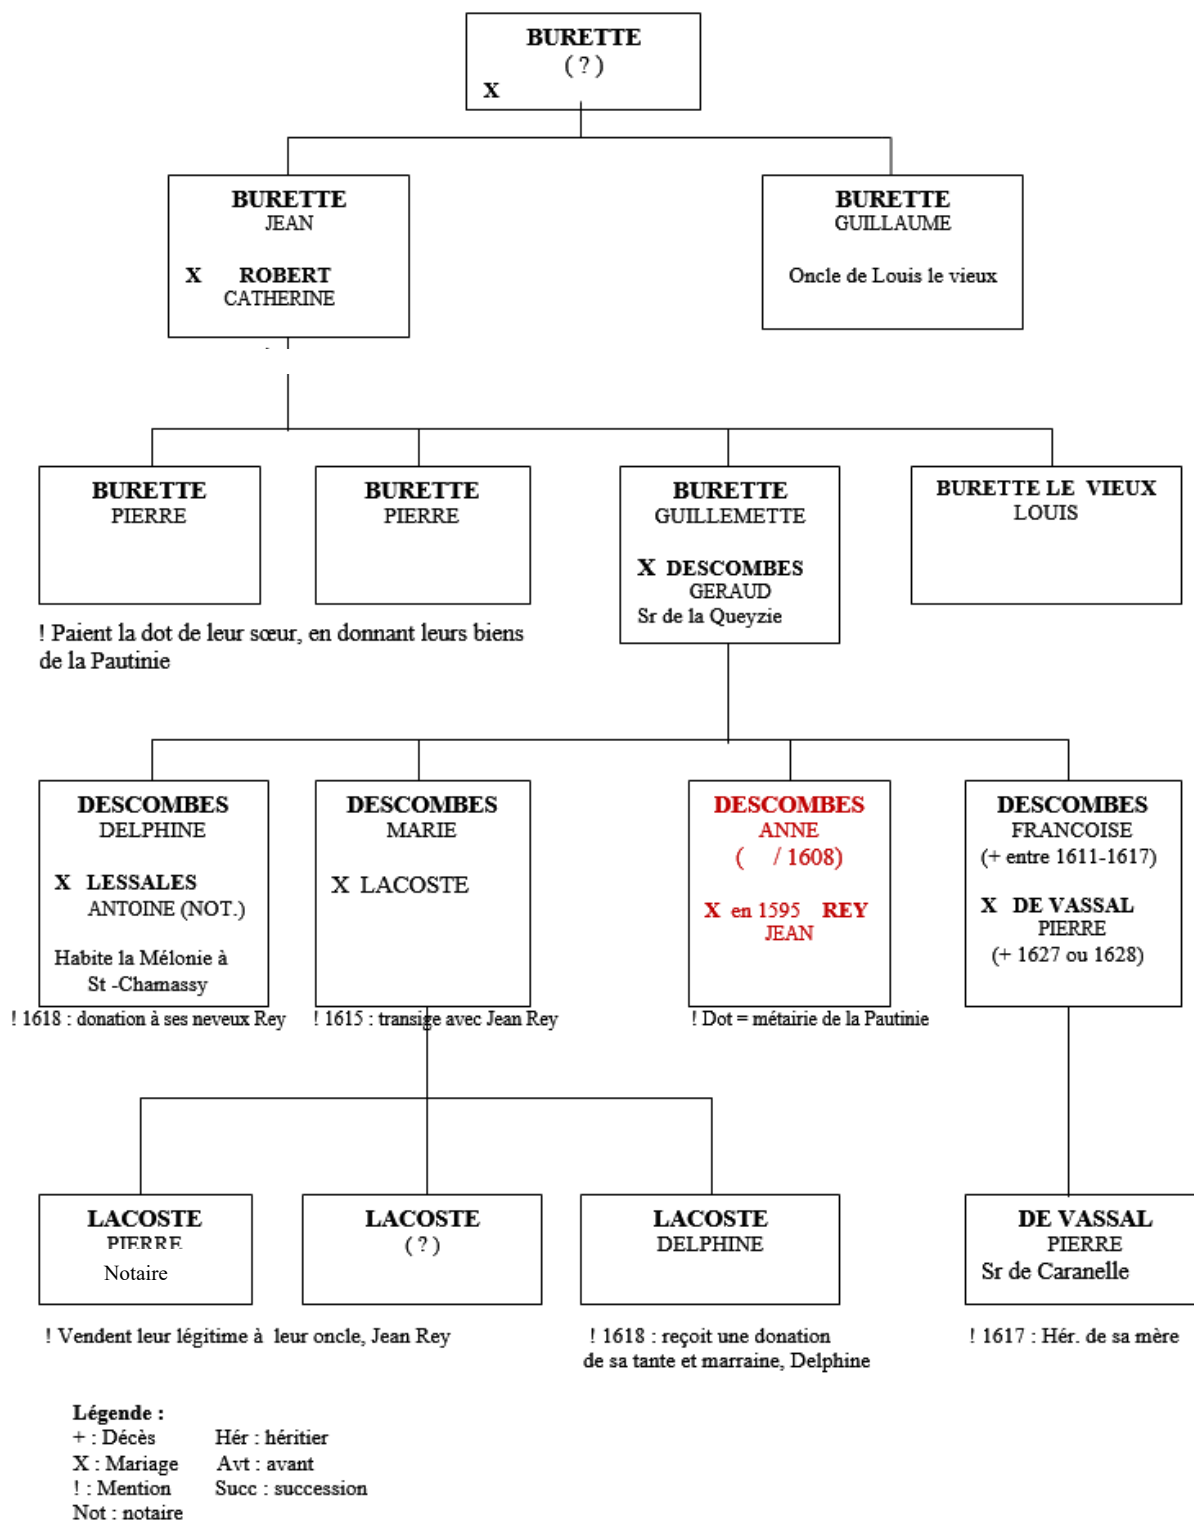 BURETTE
( ? )
X
BURETTE
JEAN
X ROBERT
CATHERINE
BURETTE
GUILLAUME
Oncle de Louis le vieux
BURETTE
PIERRE
BURETTE
PIERRE
! Paient la dot de leur sœur, en donnant leurs biens
de la Pautinie
BURETTE
GUILLEMETTE
X DESCOMBES
GERAUD
Sr de la Queyzie
BURETTE LE VIEUX
LOUIS
DESCOMBES
DELPHINE
X LESSALES
ANTOINE (NOT.)
Habite la Mélonie à
St -Chamassy
! 1618 : donation à ses neveux Rey
DESCOMBES
MARIE
X LACOSTE
! 1615 : transige avec Jean Rey
DESCOMBES
ANNE
( / 1608)
X en 1595 REY
JEAN
! Dot = métairie de la Pautinie
DESCOMBES
FRANCOISE
(+ entre 1611-1617)
X DE VASSAL
PIERRE
(+ 1627 ou 1628)
LACOSTE
PIERRE
Notaire
LACOSTE
( ? )
! Vendent leur légitime à leur oncle, Jean Rey
LACOSTE
DELPHINE
! 1618 : reçoit une donation
de sa tante et marraine, Delphine
DE VASSAL
PIERRE
Sr de Caranelle
! 1617 : Hér. de sa mère
Légende :
+ : Décès Hér : héritier
X : Mariage Avt : avant
! : Mention Succ : succession
Not : notaire